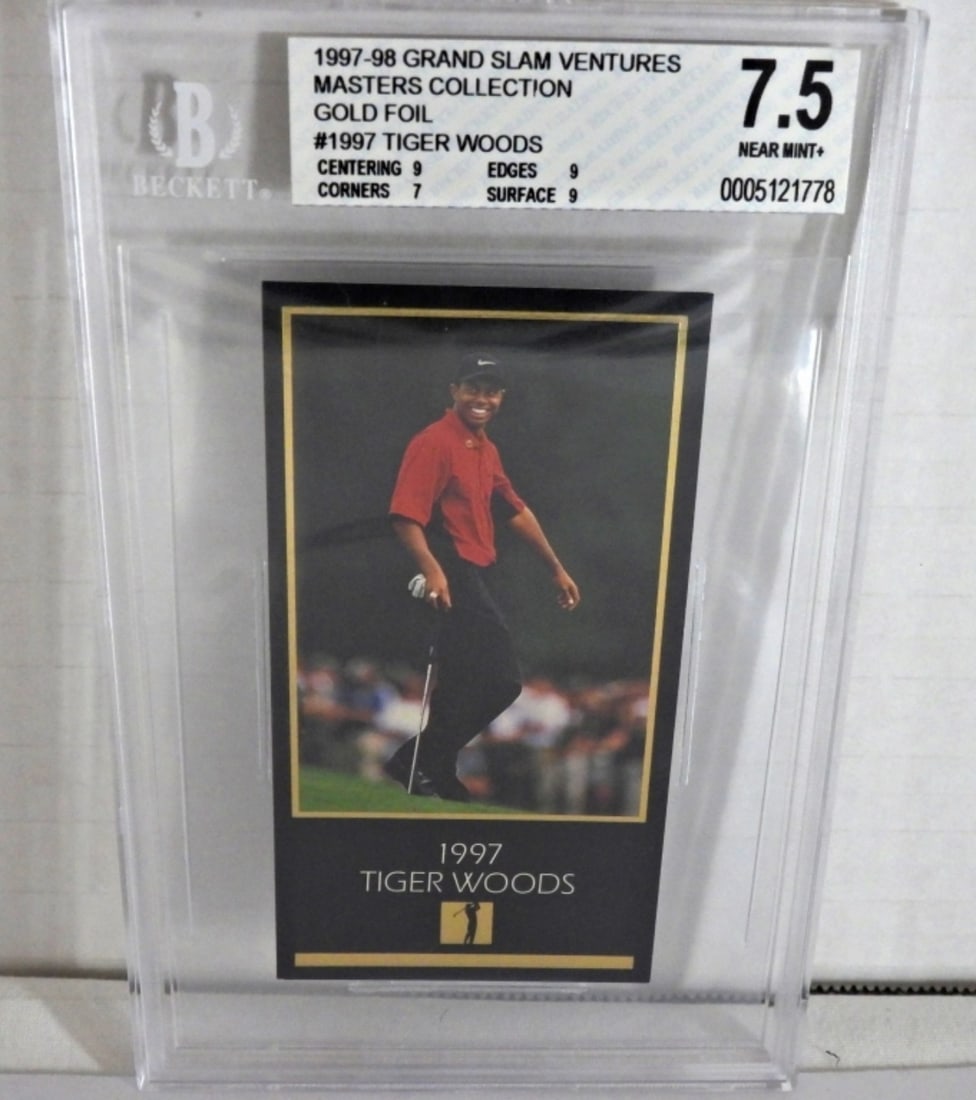 B
BECKETT®
1997-98 GRAND SLAM VENTURES
MASTERS COLLECTION
GOLD FOIL
#1997 TIGER WOODS
CENTERING 9 EDGES 9
CORNERS 7 SURFACE 9
7.5
NEAR MINT+
0005121778
1997
TIGER WOODS